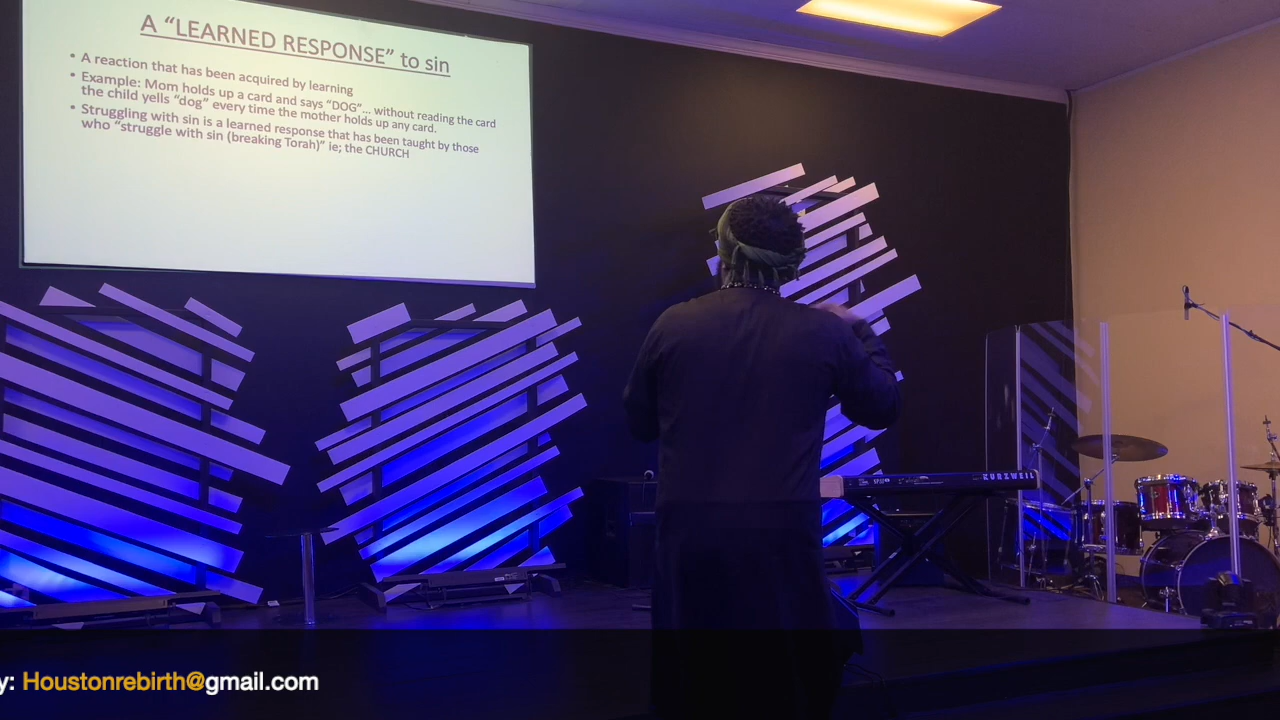 A “LEARNED RESPONSE” to sin
• A reaction that has been acquired by learning
• Example: Mom holds up a card and says “DOG”... without reading the card
the child yells “dog” every time the mother holds up any card.
• Struggling with sin is a learned response that has been taught by those
who “struggle with sin (breaking Torah)” ie; the CHURCH
KURZWEIL
y: Houstonrebirth@gmail.com